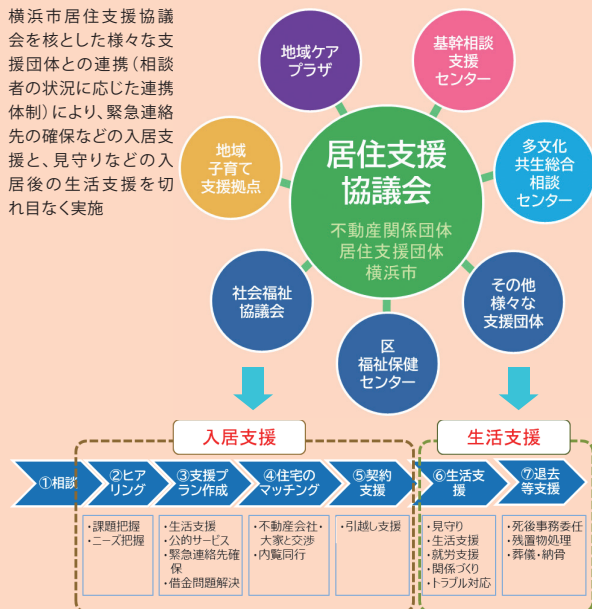 横浜市居住支援協議
会を核とした様々な支
援団体との連携(相談
者の状況に応じた連携
体制)により、緊急連絡
先の確保などの入居支
援と、見守りなどの入
居後の生活支援を切
れ目なく実施
地域ケア
プラザ
基幹相談
支援
センター
地域
子育て
支援拠点
居住支援
協議会
不動産関係団体
居住支援団体
横浜市
多文化
共生総合
相談
センター
社会福祉
協議会
区
福祉保健
センター
その他
様々な
支援団体
入居支援
生活支援
①相談
②ヒア
リング
③支援プ
ラン作成
④住宅の
マッチング
⑤契約
支援
⑥生活支
援
⑦退去
等支援
・課題把握
・ニーズ把握
・生活支援
・公的サービス
・緊急連絡先確
保
・借金問題解決
・不動産会社・
大家と交渉
・内覧同行
・引越し支援
・見守り
・生活支援
・就労支援
・関係づくり
・トラブル対応
・死後事務委任
・残置物処理
・葬儀・納骨